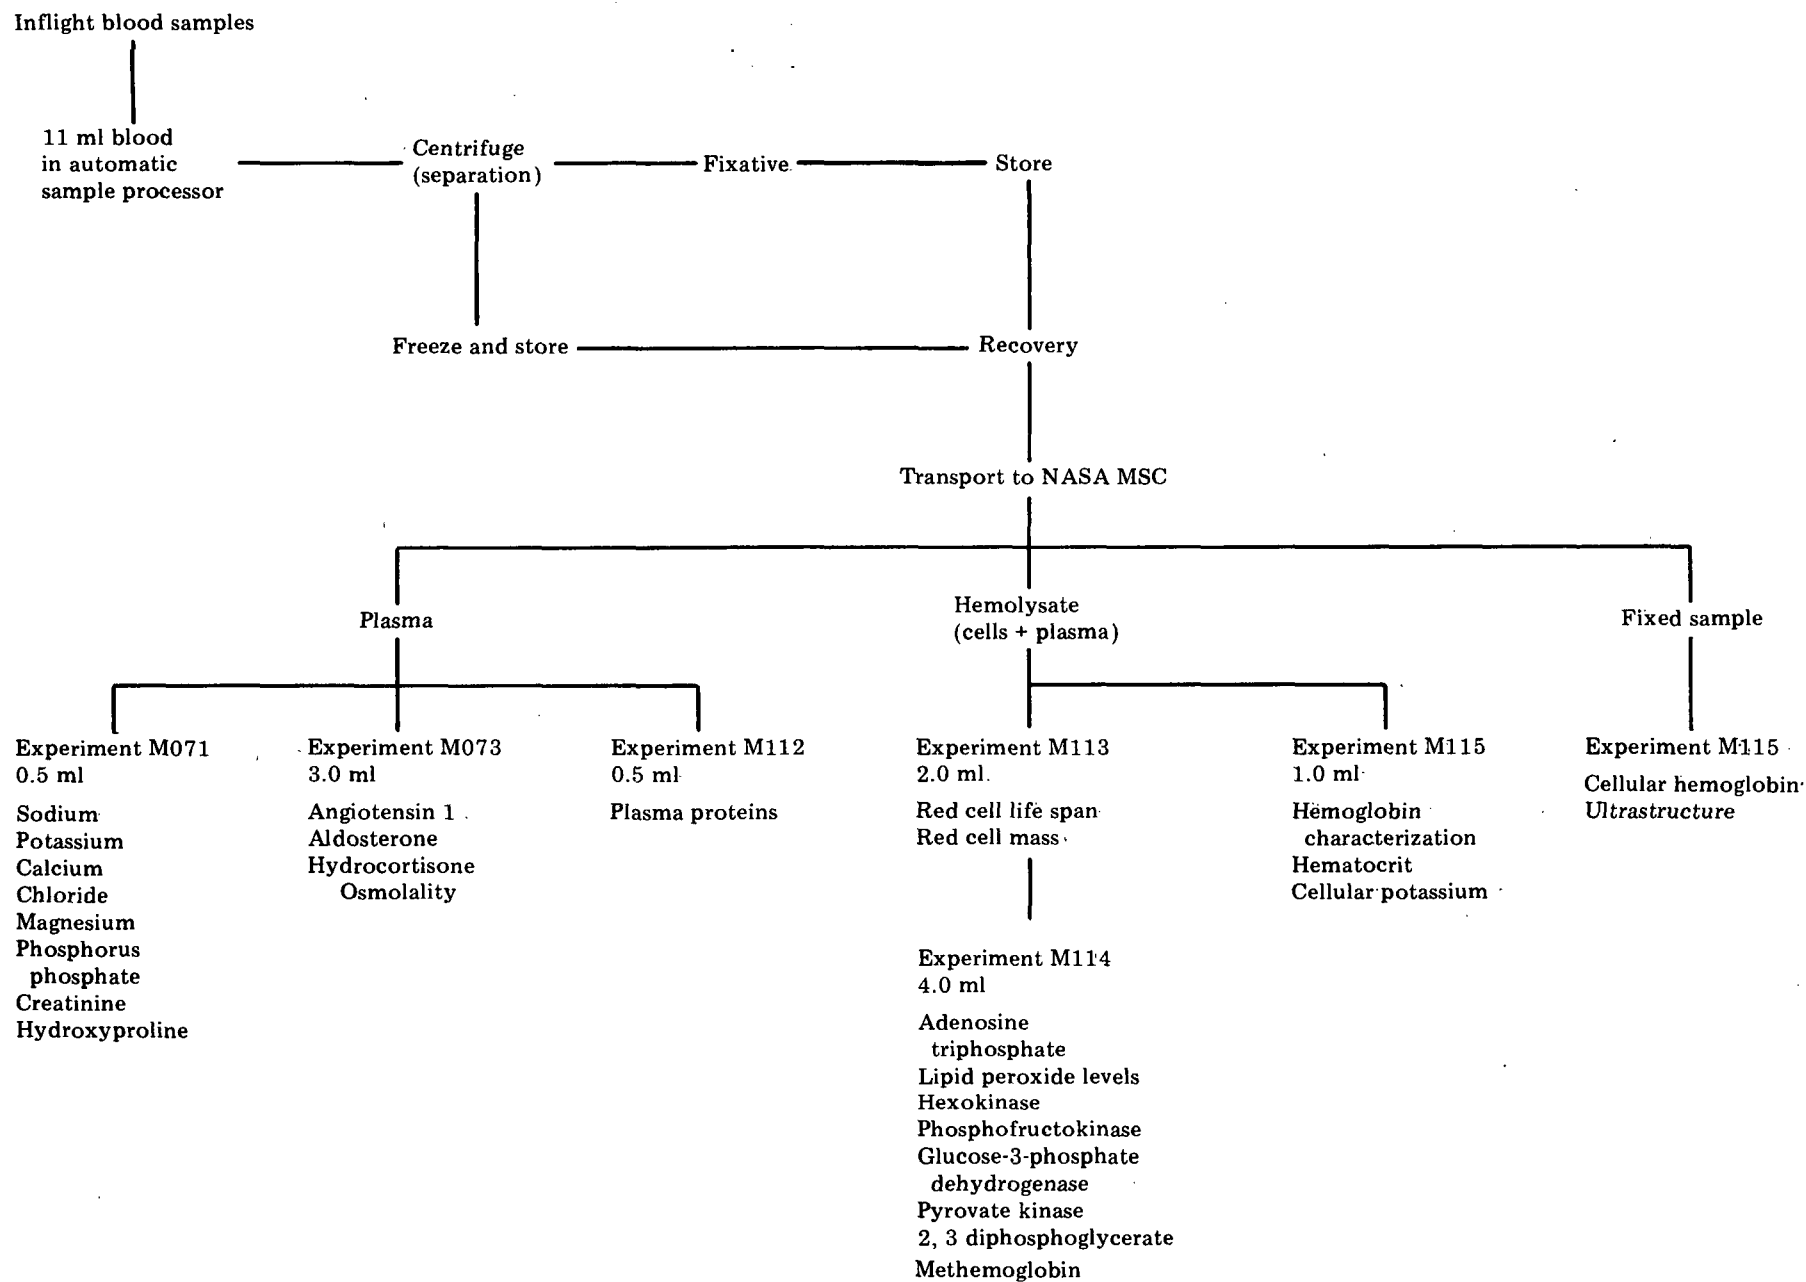 Inflight blood samples
11 ml blood
in automatic
sample processor
Centrifuge
(separation)
Fixative
Store
Freeze and store
Recovery
Transport to NASA MSC
Plasma
Hemolysate
(cells + plasma)
Fixed sample
Experiment M071
0.5 ml
Sodium
Potassium
Calcium
Chloride
Magnesium
Phosphorus
phosphate
Creatinine
Hydroxyproline
Experiment M073
3.0 ml
Angiotensin 1
Aldosterone
Hydrocortisone
Osmolality
Experiment M112
0.5 ml
Plasma proteins
Experiment M113
2.0 ml
Red cell life span
Red cell mass
Experiment M114
4.0 ml
Adenosine
triphosphate
Lipid peroxide levels
Hexokinase
Phosphofructokinase
Glucose-3-phosphate
dehydrogenase
Pyrovate kinase
2, 3 diphosphoglycerate
Methemoglobin
Experiment M115
1.0 ml
Hemoglobin
characterization
Hematocrit
Cellular potassium
Experiment M115
Cellular hemoglobin
Ultrastructure